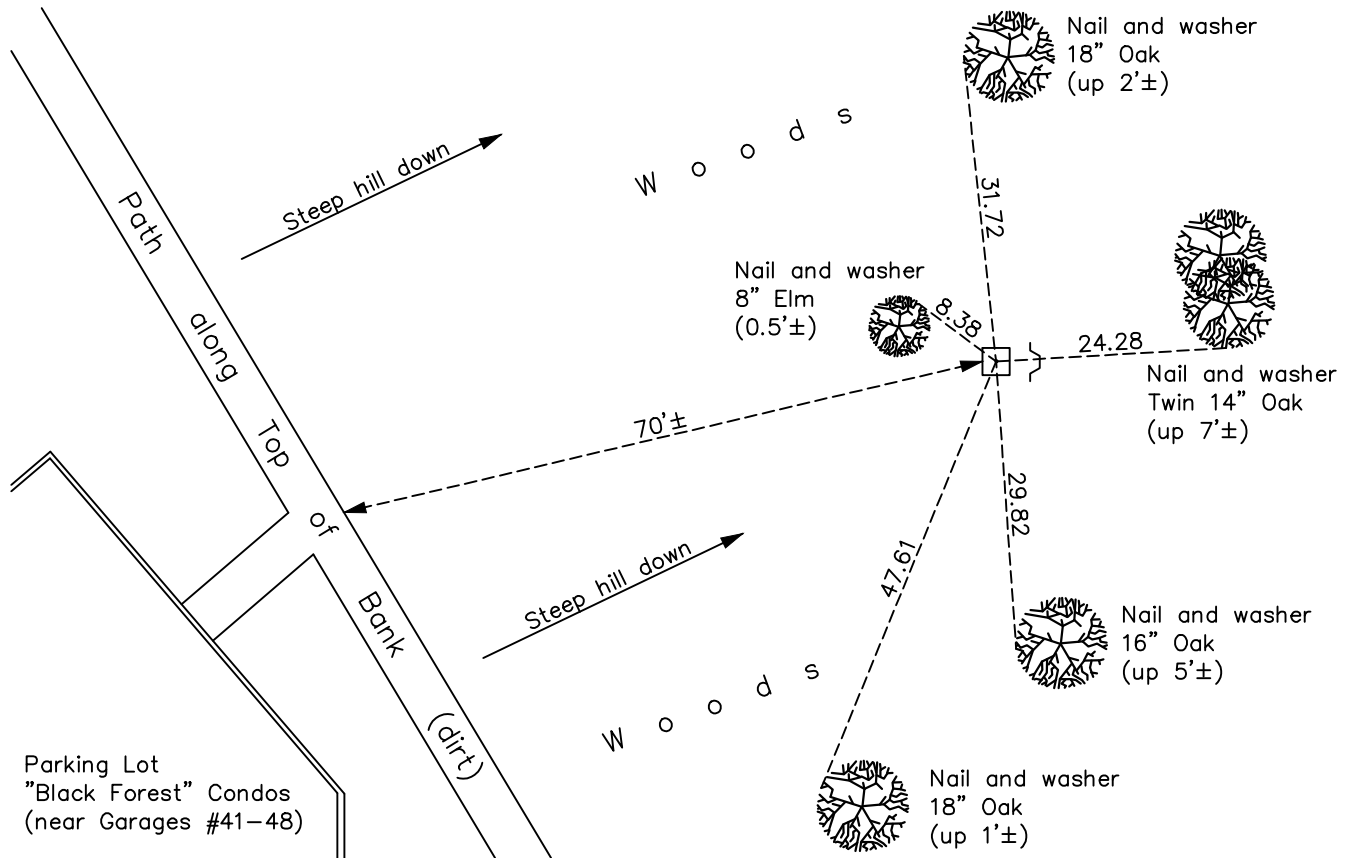 Nail and washer
18" Oak
(up 2'±)
Woods
Steep hill down
Path along Top of Bank (dirt)
31.72
Nail and washer
8" Elm
(0.5'±)
8.38
24.28
Nail and washer
Twin 14" Oak
(up 7'±)
70'±
29.82
47.61
Steep hill down
Nail and washer
16" Oak
(up 5'±)
Woods
Parking Lot
"Black Forest" Condos
(near Garages #41-48)
Nail and washer
18" Oak
(up 1'±)